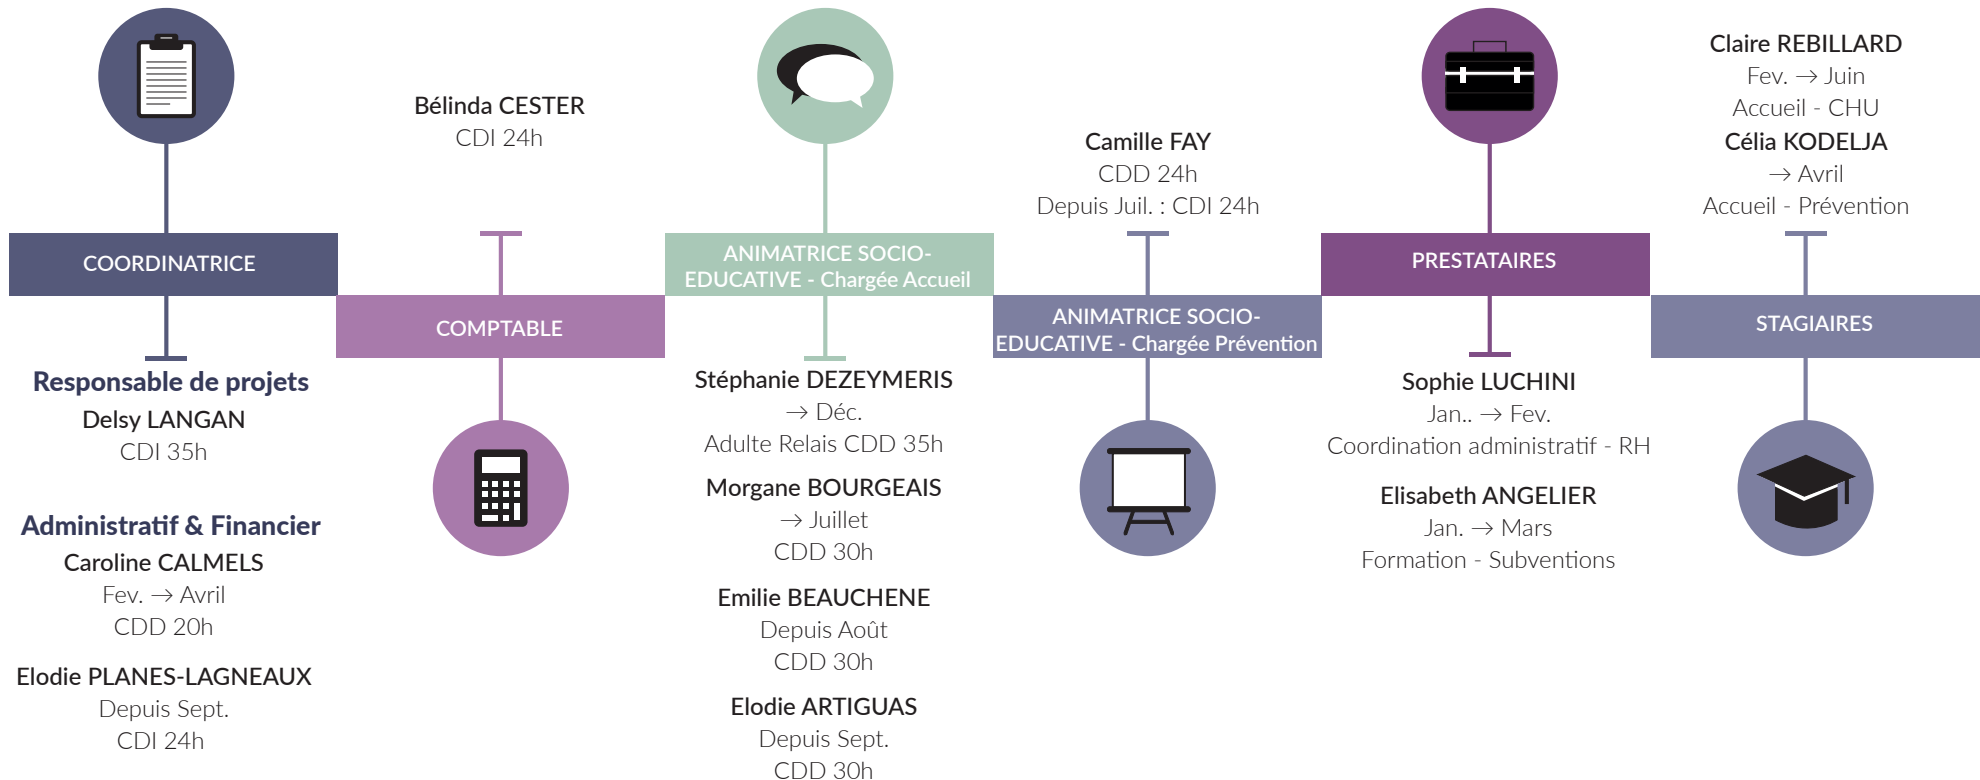 COORDINATRICE
Responsable de projets
Delsy LANGAN
CDI 35h
Administratif & Financier
Caroline CALMELS
Fev. → Avril
CDD 20h
Elodie PLANES-LAGNEAUX
Depuis Sept.
CDI 24h
Bélinda CESTER
CDI 24h
COMPTABLE
ANIMATRICE SOCIO-
EDUCATIVE - Chargée Accueil
Stéphanie DEZEYMERIS
→ Déc.
Adulte Relais CDD 35h
Morgane BOURGEAIS
→ Juillet
CDD 30h
Emilie BEAUCHENE
Depuis Août
CDD 30h
Elodie ARTIGUAS
Depuis Sept.
CDD 30h
Camille FAY
CDD 24h
Depuis Juil. : CDI 24h
ANIMATRICE SOCIO-
EDUCATIVE - Chargée Prévention
PRESTATAIRES
Sophie LUCHINI
Jan.. → Fev.
Coordination administratif - RH
Elisabeth ANGELIER
Jan. → Mars
Formation - Subventions
Claire REBILLARD
Fev. → Juin
Accueil - CHU
Célia KODELJA
→ Avril
Accueil - Prévention
STAGIAIRES